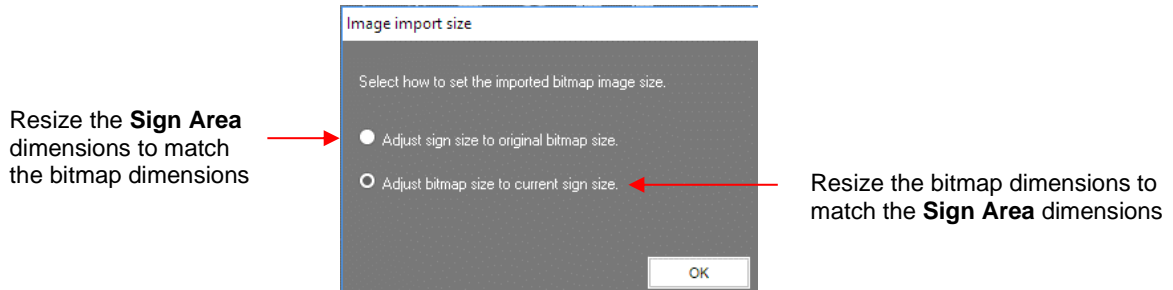 Image import size
Select how to set the imported bitmap image size.
Resize the Sign Area
dimensions to match
the bitmap dimensions
Adjust sign size to original bitmap size.
Adjust bitmap size to current sign size.
Resize the bitmap dimensions to
match the Sign Area dimensions
OK